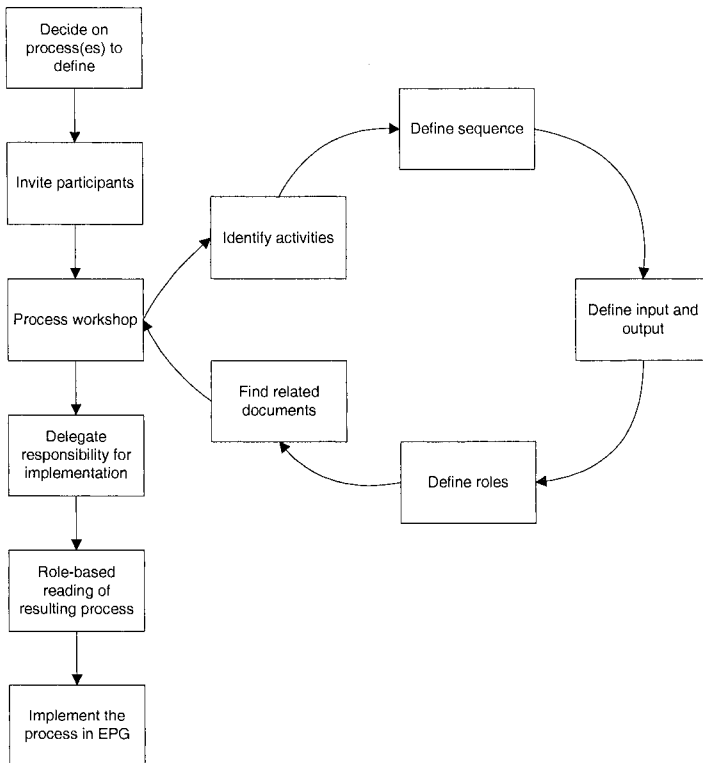 Decide on
process(es) to
define
Invite participants
Process workshop
Delegate
responsibility for
implementation
Role-based
reading of
resulting process
Implement the
process in EPG
Identify activities
Define sequence
Define input and
output
Define roles
Find related
documents